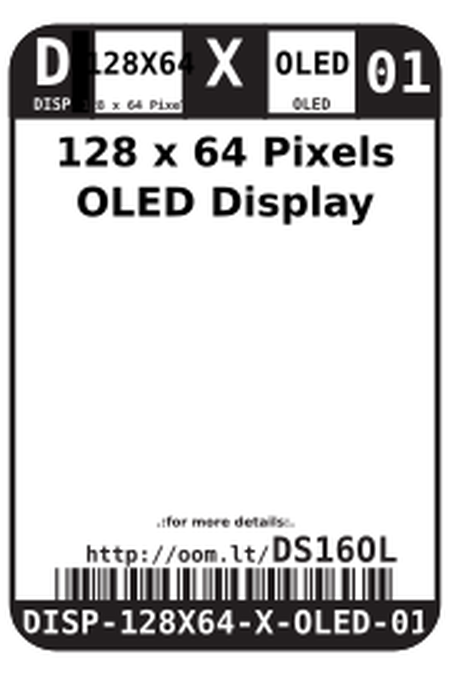 D 128X64 X OLED 01
DISP 8 x 64 Pixe OLED
128 x 64 Pixels
OLED Display
.:for more details:.
http://oom.lt/DS16OL
DISP-128X64-X-OLED-01